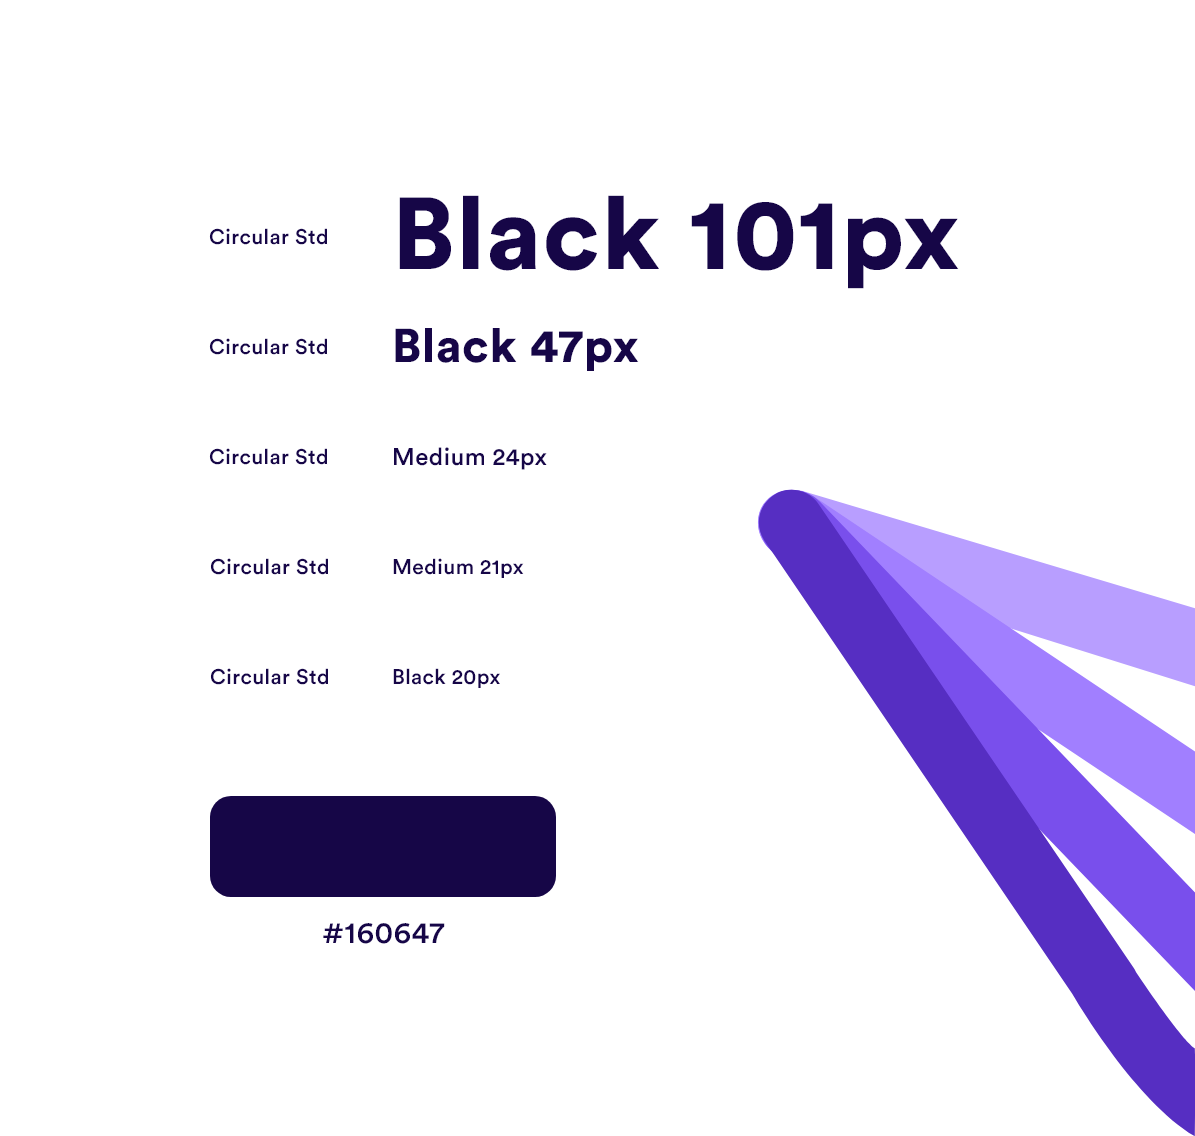 Circular Std Black 101px
Circular Std Black 47px
Circular Std Medium 24px
Circular Std Medium 21px
Circular Std Black 20px
#160647